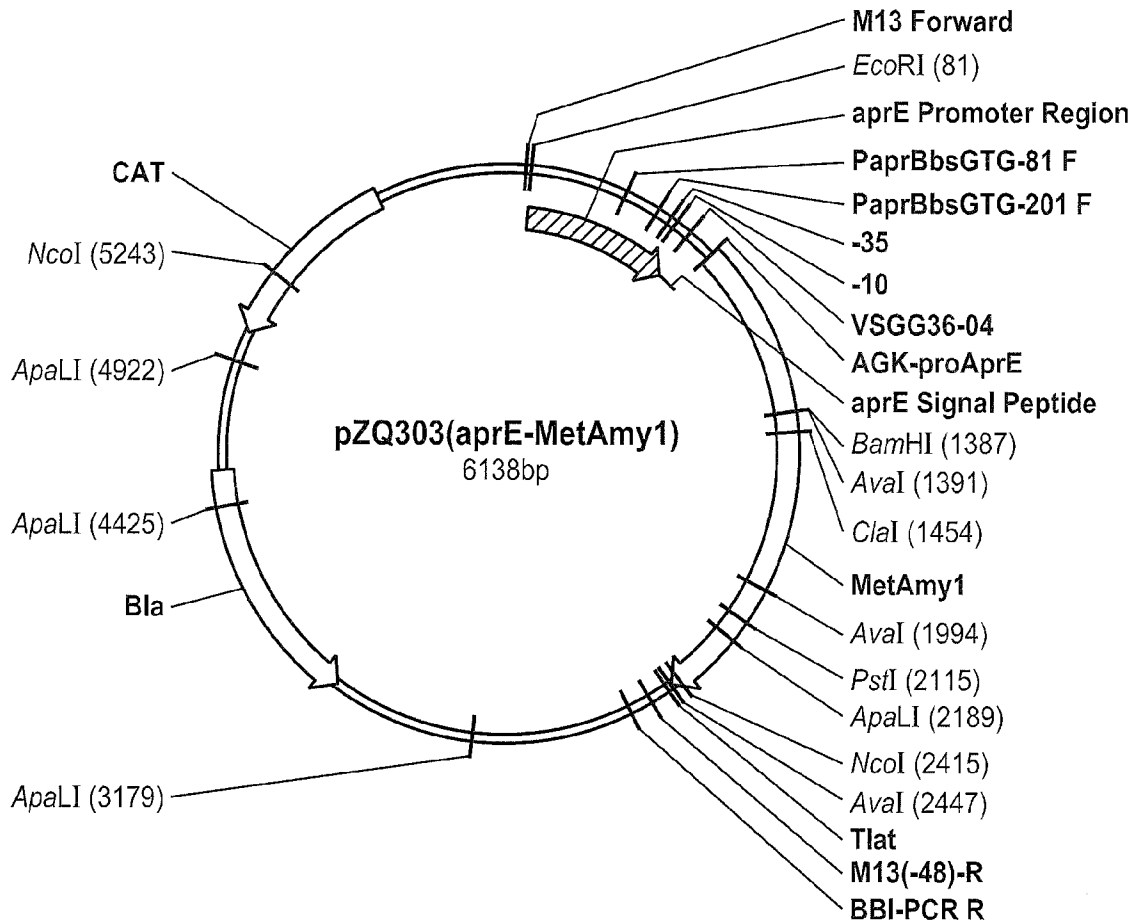 M13 Forward
EcoRI (81)
aprE Promoter Region
PaprBbsGTG-81 F
PaprBbsGTG-201 F
-35
-10
VSGG36-04
AGK-proAprE
aprE Signal Peptide
BamHI (1387)
AvaI (1391)
ClaI (1454)
MetAmy1
AvaI (1994)
PstI (2115)
ApaLI (2189)
NcoI (2415)
AvaI (2447)
Tlat
M13(-48)-R
BBI-PCR R
CAT
NcoI (5243)
ApaLI (4922)
ApaLI (4425)
Bla
ApaLI (3179)
pZQ303(aprE-MetAmy1)
6138bp